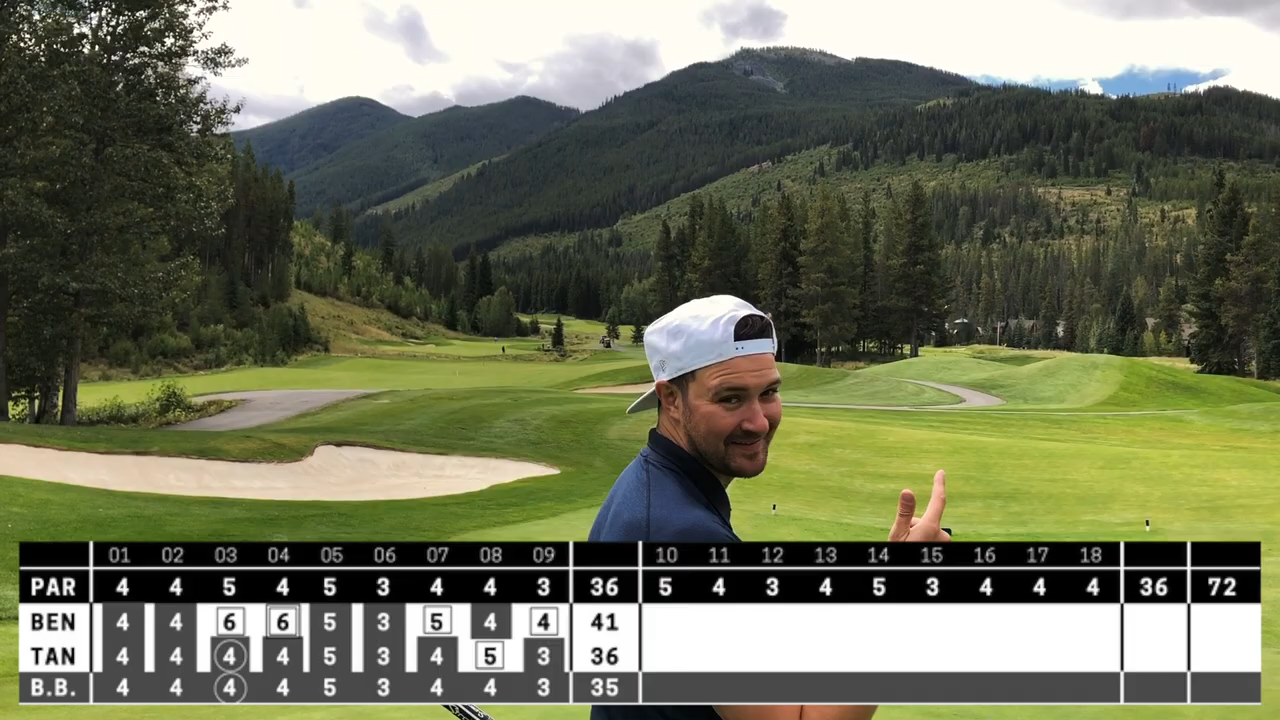 01 02 03 04 05 06 07 08 09 10 11 12 13 14 15 16 17 18
PAR 4 4 5 4 5 3 4 4 3 36 5 4 3 4 5 3 4 4 4 36 72
BEN 4 4 6 6 5 3 5 4 4 41
TAN 4 4 4 4 5 3 4 5 3 36
B.B. 4 4 4 4 5 3 4 4 3 35